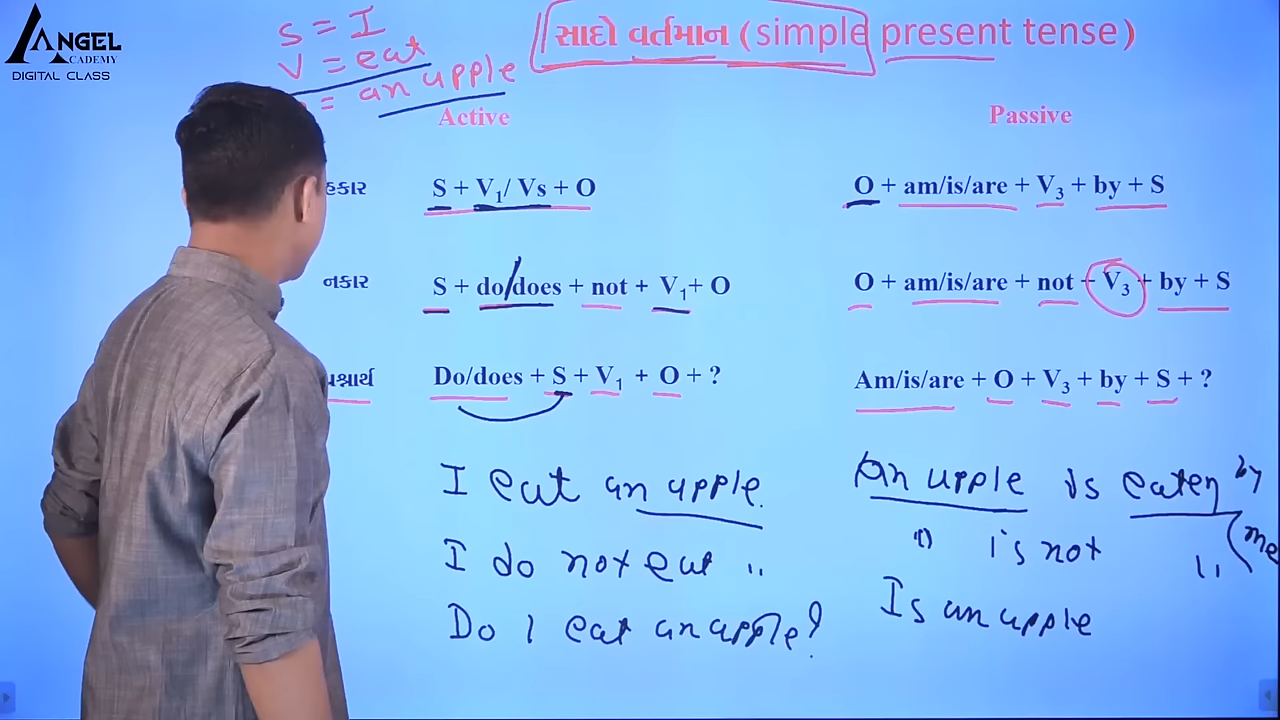 ANGEL
ACADEMY
DIGITAL CLASS
S = I
V = eat
= an apple
સાદો વર્તમાન (simple present tense)
Active Passive
હકાર S + V₁/ Vs + O O + am/is/are + V₃ + by + S
નકાર S + do/does + not + V₁+ O O + am/is/are + not + V₃ + by + S
પ્રશ્નાર્થ Do/does + S + V₁ + O + ? Am/is/are + O + V₃ + by + S + ?
I eat an apple. An apple is eaten by
(me
I do not eat " " is not "
Do I eat an apple? Is an apple